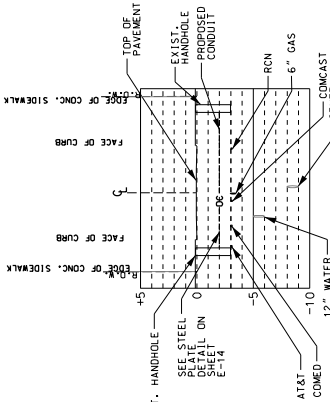 EDGE OF CONC. SIDEWALK
R.O.W.
FACE OF CURB
C
L
FACE OF CURB
EDGE OF CONC. SIDEWALK
R.O.W.
TOP OF
PAVEMENT
EXIST.
HANDHOLE
PROPOSED
CONDUIT
RCN
6" GAS
COMCAST
+5
0
-5
-10
T. HANDHOLE
SEE STEEL
PLATE
DETAIL ON
SHEET
E-14
AT&T
COMED
12" WATER